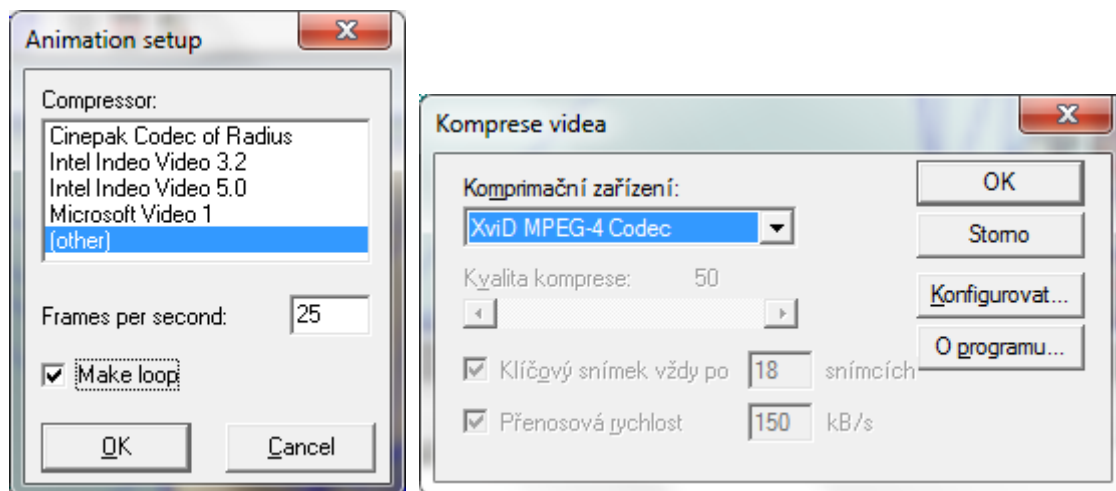 Animation setup
Compressor:
Cinepak Codec of Radius
Intel Indeo Video 3.2
Intel Indeo Video 5.0
Microsoft Video 1
(other)
Frames per second: 25
Make loop
OK Cancel
Komprese videa
Komprimační zařízení:
XviD MPEG-4 Codec
Kvalita komprese: 50
Klíčový snímek vždy po 18 snímcích
Přenosová rychlost 150 kB/s
OK
Storno
Konfigurovat...
O programu...